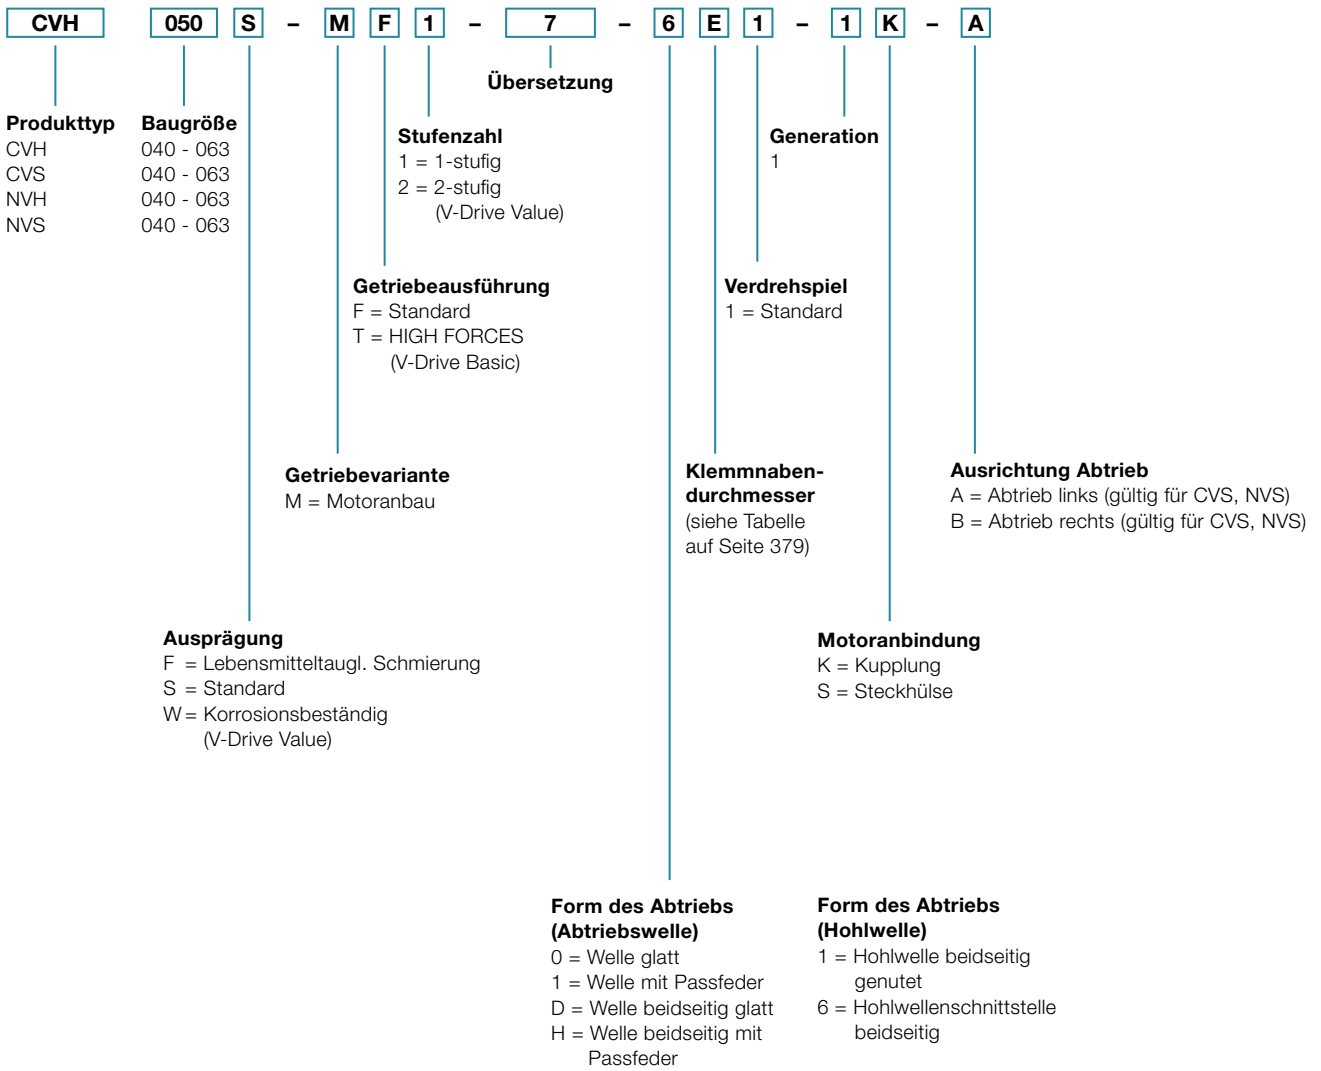 CVH 050 S – M F 1 – 7 – 6 E 1 – 1 K – A
Übersetzung
Produkttyp
CVH
CVS
NVH
NVS
Baugröße
040 - 063
040 - 063
040 - 063
040 - 063
Stufenzahl
1 = 1-stufig
2 = 2-stufig
(V-Drive Value)
Generation
1
Getriebeausführung
F = Standard
T = HIGH FORCES
(V-Drive Basic)
Verdrehspiel
1 = Standard
Getriebevariante
M = Motoranbau
Klemmnaben-
durchmesser
(siehe Tabelle
auf Seite 379)
Ausrichtung Abtrieb
A = Abtrieb links (gültig für CVS, NVS)
B = Abtrieb rechts (gültig für CVS, NVS)
Ausprägung
F = Lebensmitteltaugl. Schmierung
S = Standard
W = Korrosionsbeständig
(V-Drive Value)
Motoranbindung
K = Kupplung
S = Steckhülse
Form des Abtriebs
(Abtriebswelle)
0 = Welle glatt
1 = Welle mit Passfeder
D = Welle beidseitig glatt
H = Welle beidseitig mit
Passfeder
Form des Abtriebs
(Hohlwelle)
1 = Hohlwelle beidseitig
genutet
6 = Hohlwellenschnittstelle
beidseitig